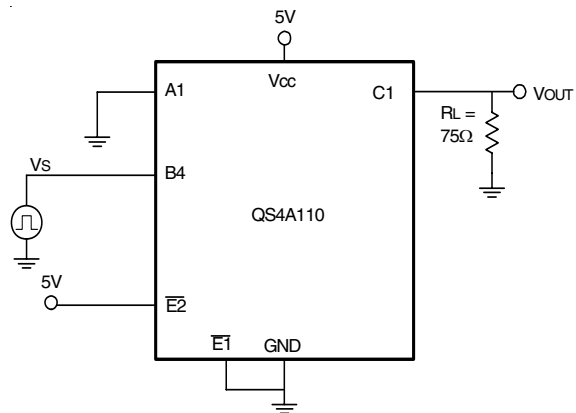 5V
A1
VCC
C1
VOUT
RL =
75Ω
VS
B4
QS4A110
5V
E2
E1
GND